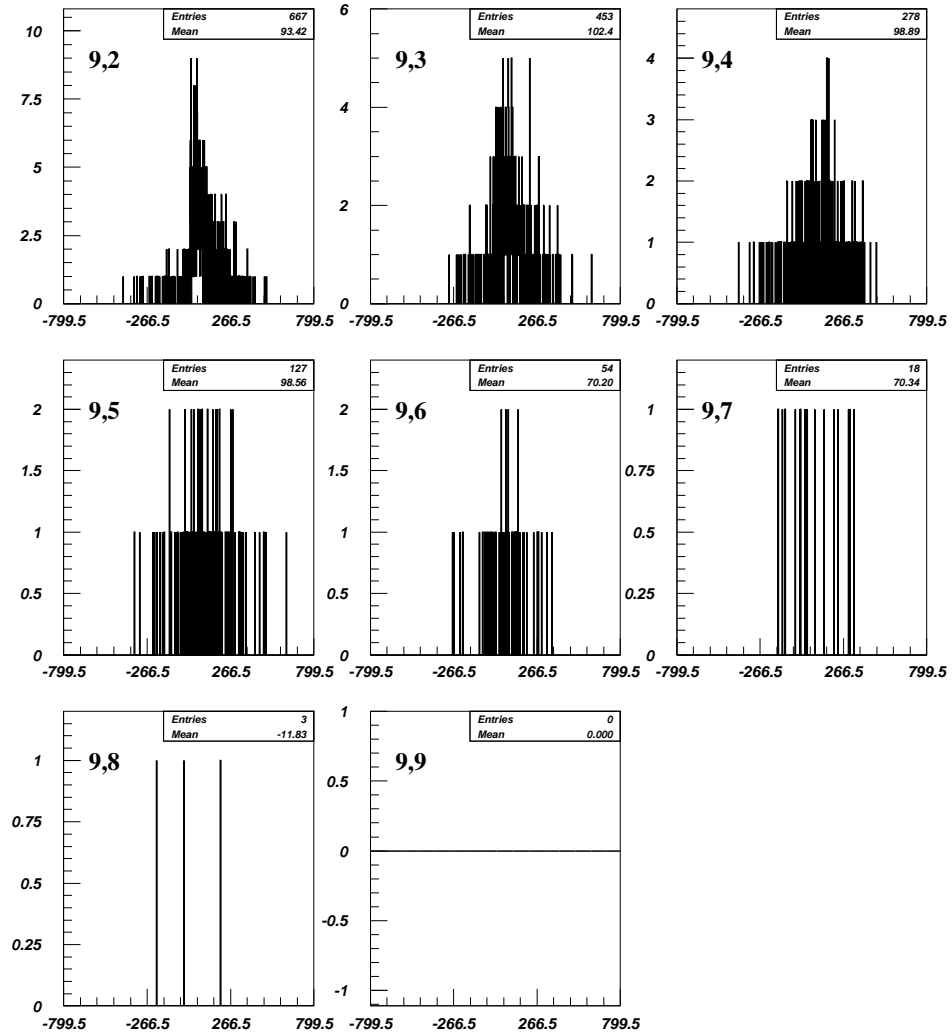 Entries 667
Mean 93.42
9,2
10
7.5
5
2.5
0
-799.5 -266.5 266.5 799.5
Entries 453
Mean 102.4
9,3
6
4
2
0
-799.5 -266.5 266.5 799.5
Entries 278
Mean 98.89
9,4
4
3
2
1
0
-799.5 -266.5 266.5 799.5
Entries 127
Mean 98.56
9,5
2
1.5
1
0.5
0
-799.5 -266.5 266.5 799.5
Entries 54
Mean 70.20
9,6
2
1.5
1
0.5
0
-799.5 -266.5 266.5 799.5
Entries 18
Mean 70.34
9,7
1
0.75
0.5
0.25
0
-799.5 -266.5 266.5 799.5
Entries 3
Mean -11.83
9,8
1
0.75
0.5
0.25
0
-799.5 -266.5 266.5 799.5
Entries 0
Mean 0.000
9,9
1
0.5
0
-0.5
-1
-799.5 -266.5 266.5 799.5